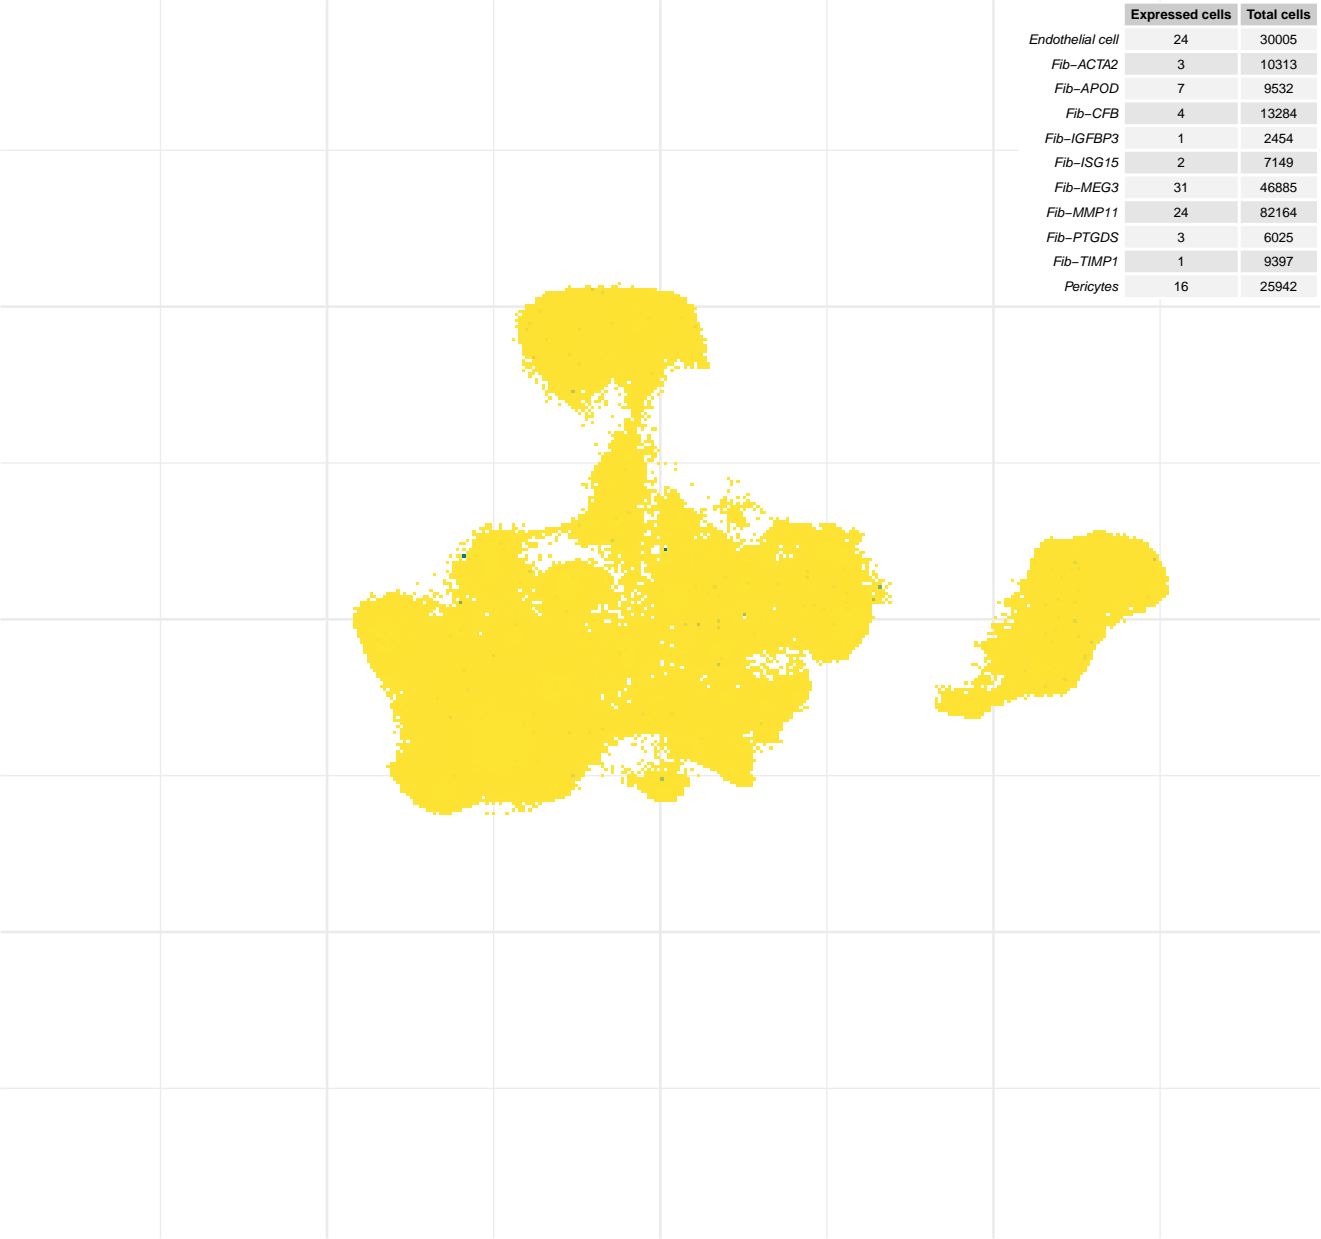 Expressed cells Total cells
Endothelial cell 24 30005
Fib−ACTA2 3 10313
Fib−APOD 7 9532
Fib−CFB 4 13284
Fib−IGFBP3 1 2454
Fib−ISG15 2 7149
Fib−MEG3 31 46885
Fib−MMP11 24 82164
Fib−PTGDS 3 6025
Fib−TIMP1 1 9397
Pericytes 16 25942